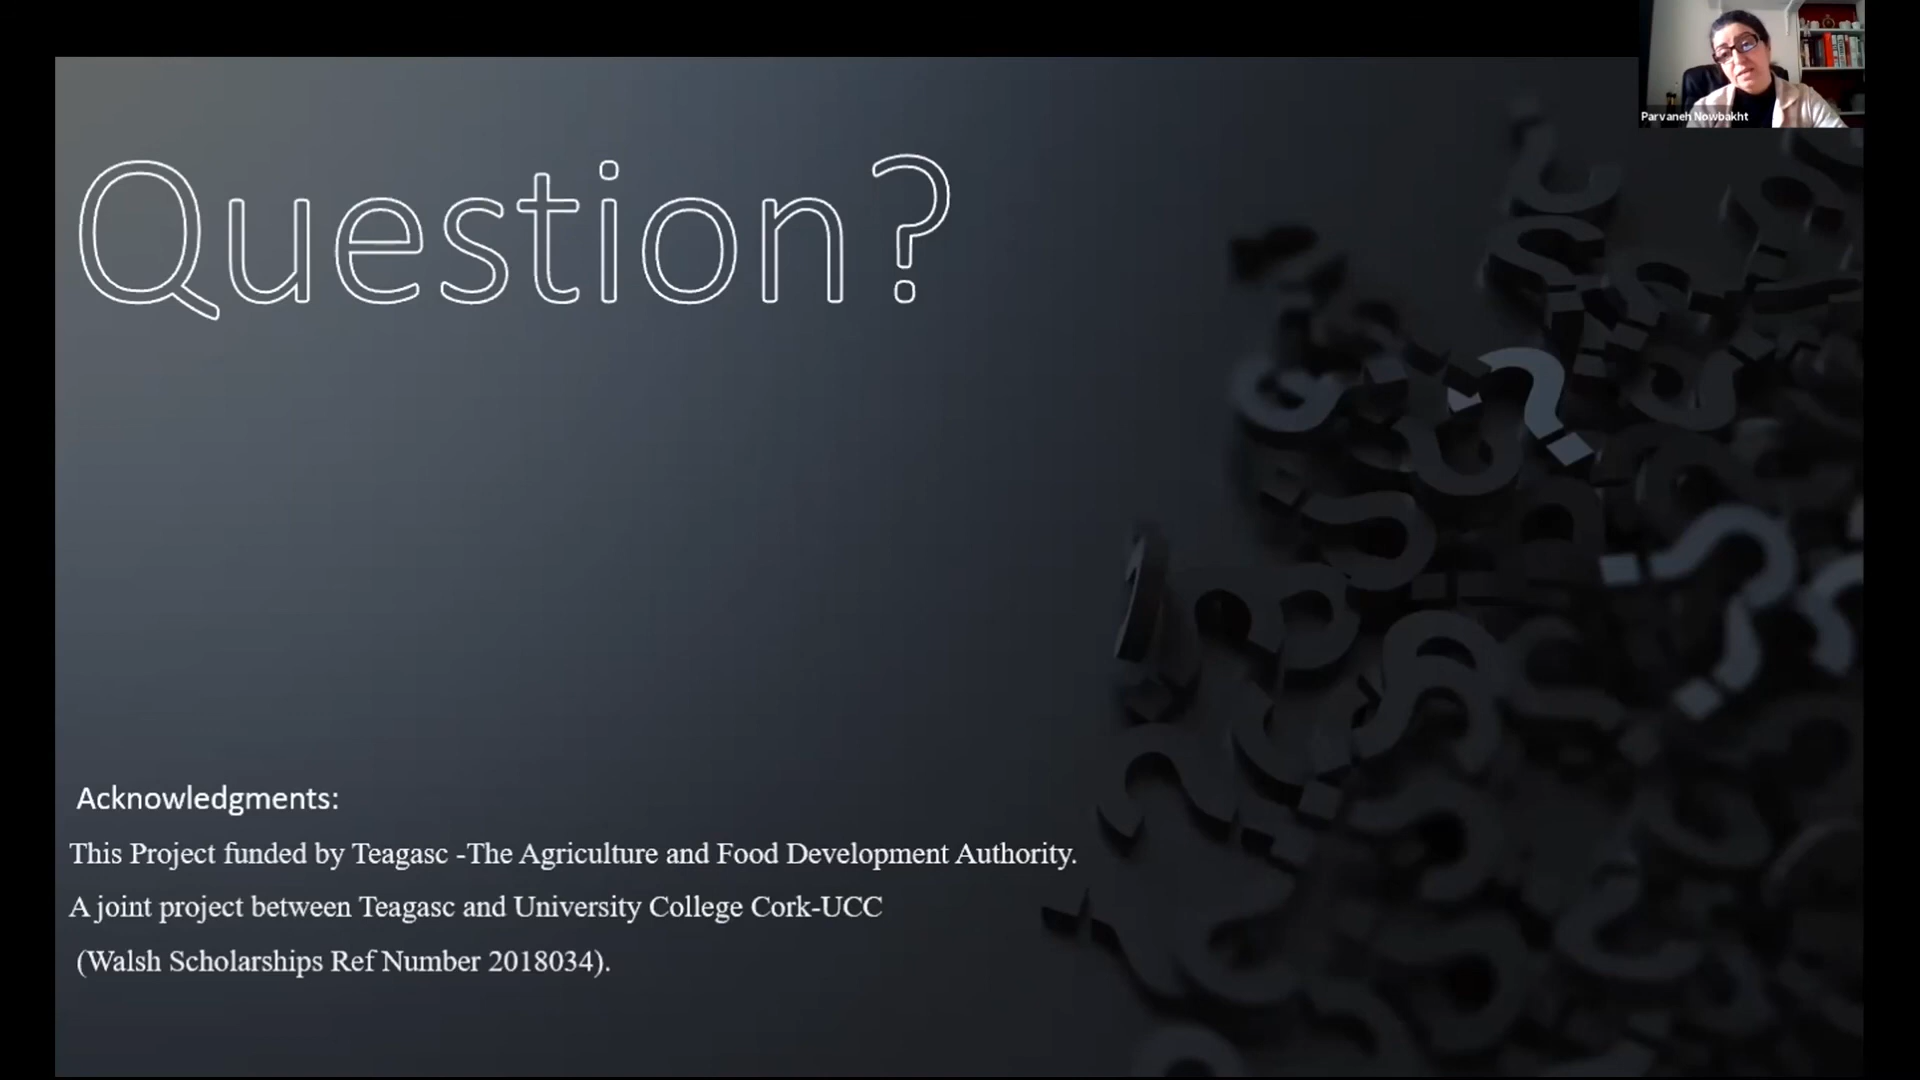 Parvaneh Nowbakht
Question?
Acknowledgments:
This Project funded by Teagasc -The Agriculture and Food Development Authority.
A joint project between Teagasc and University College Cork-UCC
(Walsh Scholarships Ref Number 2018034).